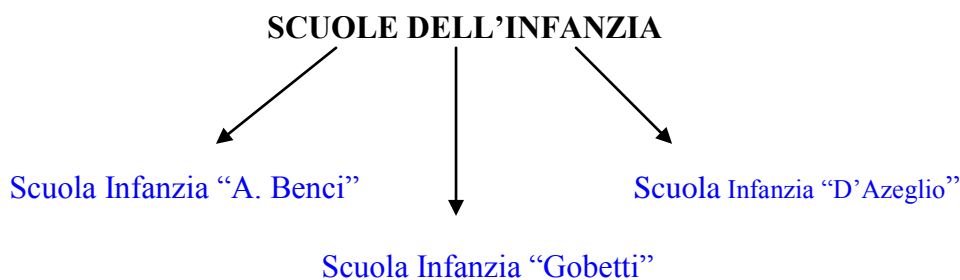 SCUOLE DELL’INFANZIA
Scuola Infanzia “A. Benci”
Scuola Infanzia “D’Azeglio”
Scuola Infanzia “Gobetti”